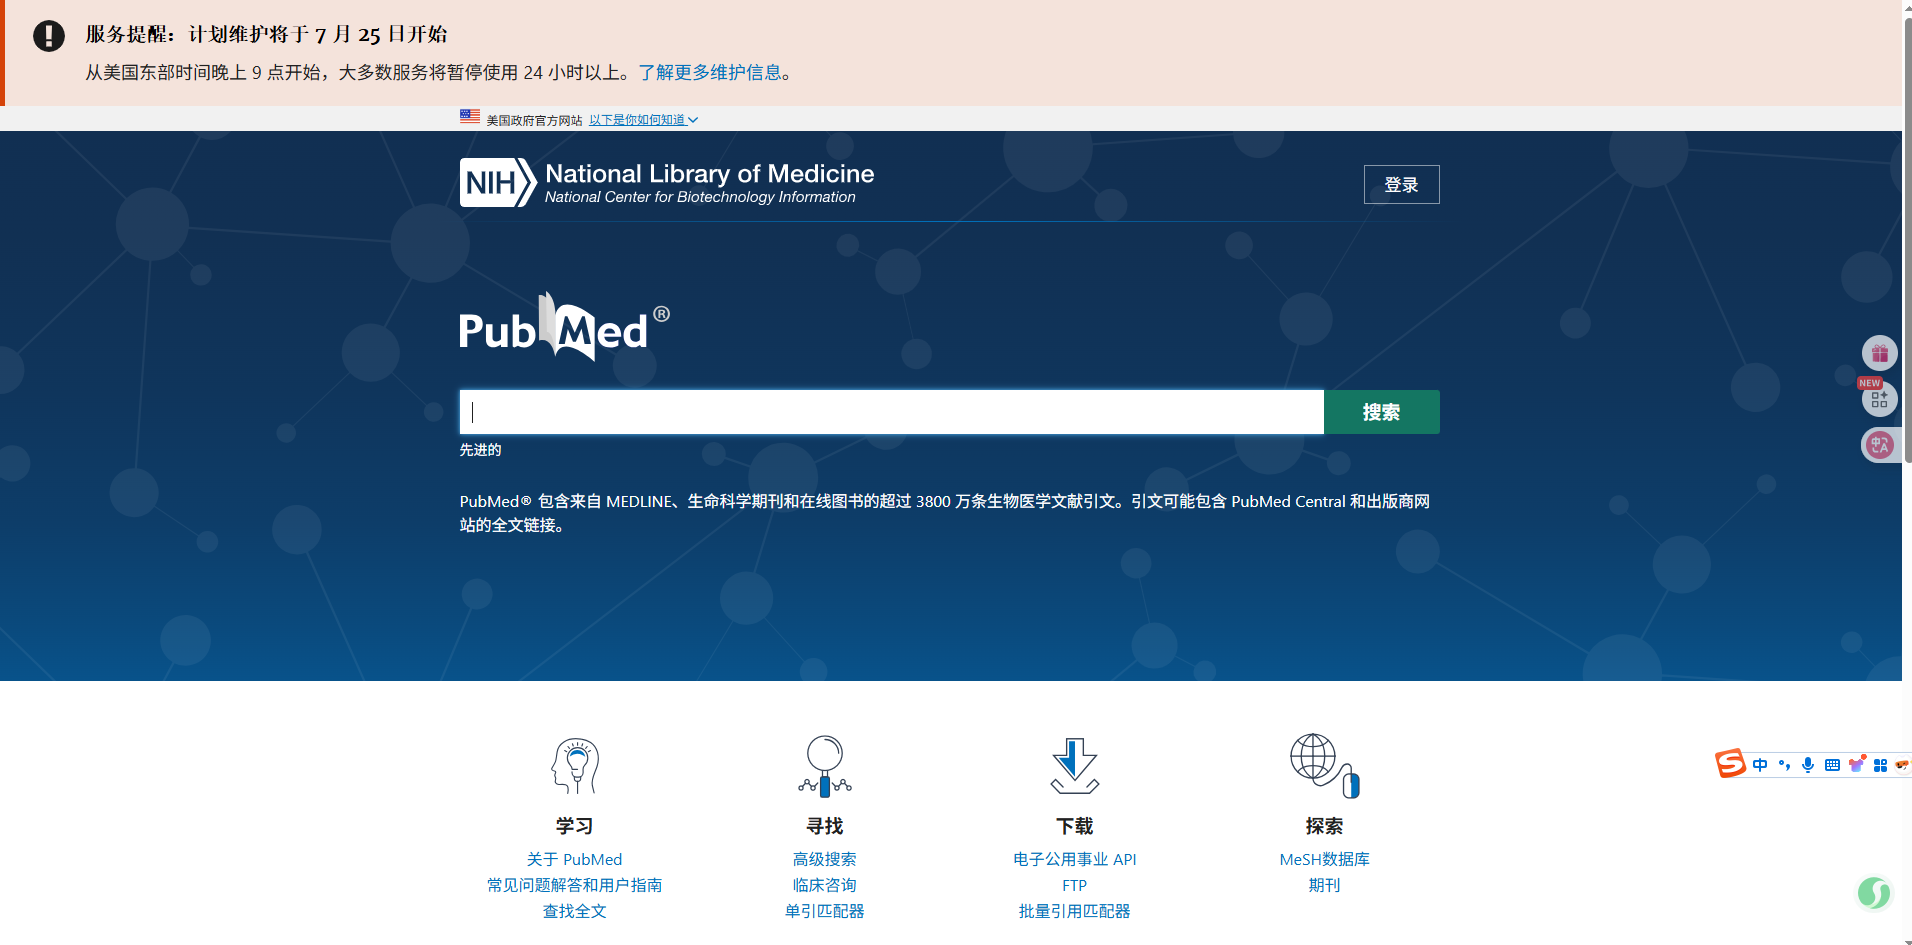 服务提醒：计划维护将于 7 月 25 日开始
从美国东部时间晚上 9 点开始，大多数服务将暂停使用 24 小时以上。了解更多维护信息。
美国政府官方网站 以下是你如何知道
NIH National Library of Medicine
National Center for Biotechnology Information
登录
PubMed®
搜索
先进的
PubMed® 包含来自 MEDLINE、生命科学期刊和在线图书的超过 3800 万条生物医学文献引文。引文可能包含 PubMed Central 和出版商网
站的全文链接。
NEW
中A
S 中
学习
关于 PubMed
常见问题解答和用户指南
查找全文
寻找
高级搜索
临床咨询
单引匹配器
下载
电子公用事业 API
FTP
批量引用匹配器
探索
MeSH数据库
期刊